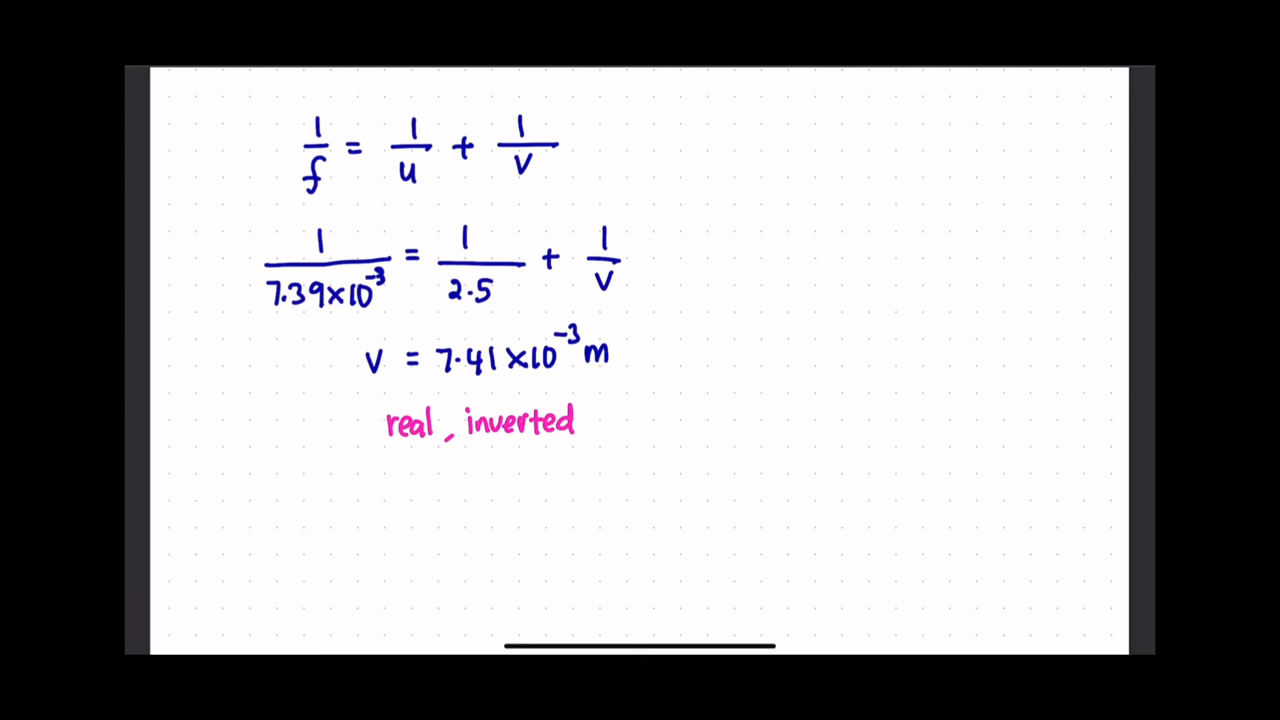 1/f = 1/u + 1/v
1/7.39×10⁻³ = 1/2.5 + 1/v
v = 7.41×10⁻³ m
real, inverted